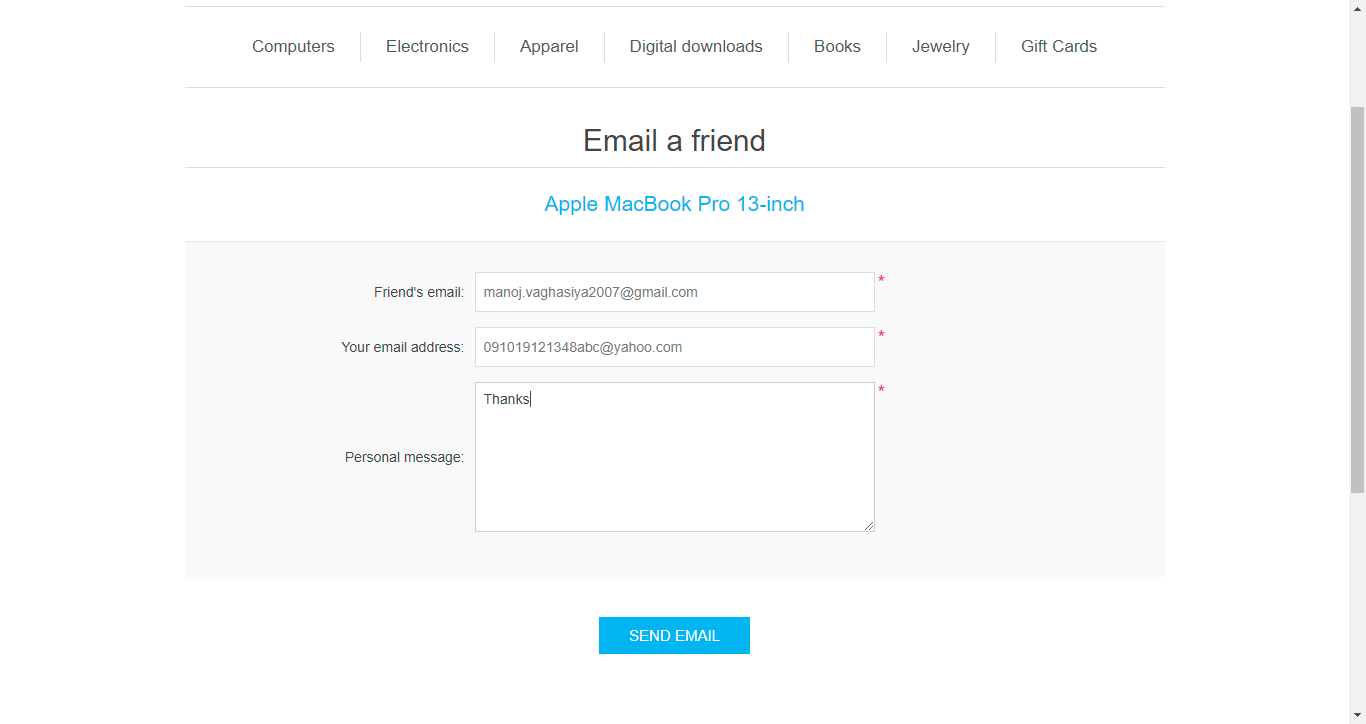 Computers Electronics Apparel Digital downloads Books Jewelry Gift Cards
Email a friend
Apple MacBook Pro 13-inch
Friend's email: manoj.vaghasiya2007@gmail.com *
Your email address: 091019121348abc@yahoo.com *
Thanks *
Personal message:
SEND EMAIL